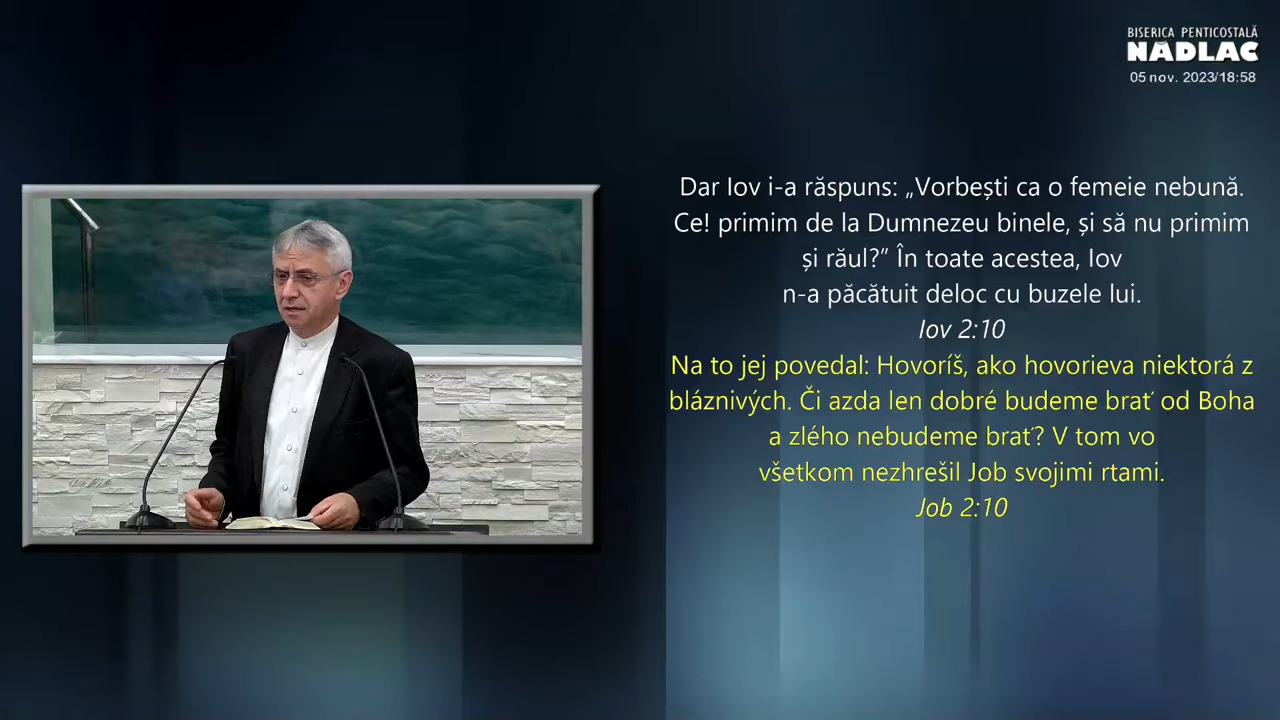 BISERICA PENTICOSTALĂ
NĂDLAC
05 nov. 2023/18:58
Dar Iov i-a răspuns: „Vorbești ca o femeie nebună.
Ce! primim de la Dumnezeu binele, și să nu primim
și răul?” În toate acestea, Iov
n-a păcătuit deloc cu buzele lui.
Iov 2:10
Na to jej povedal: Hovoríš, ako hovorieva niektorá z
bláznivých. Či azda len dobré budeme brať od Boha
a zlého nebudeme brať? V tom vo
všetkom nezhrešil Job svojimi rtami.
Job 2:10